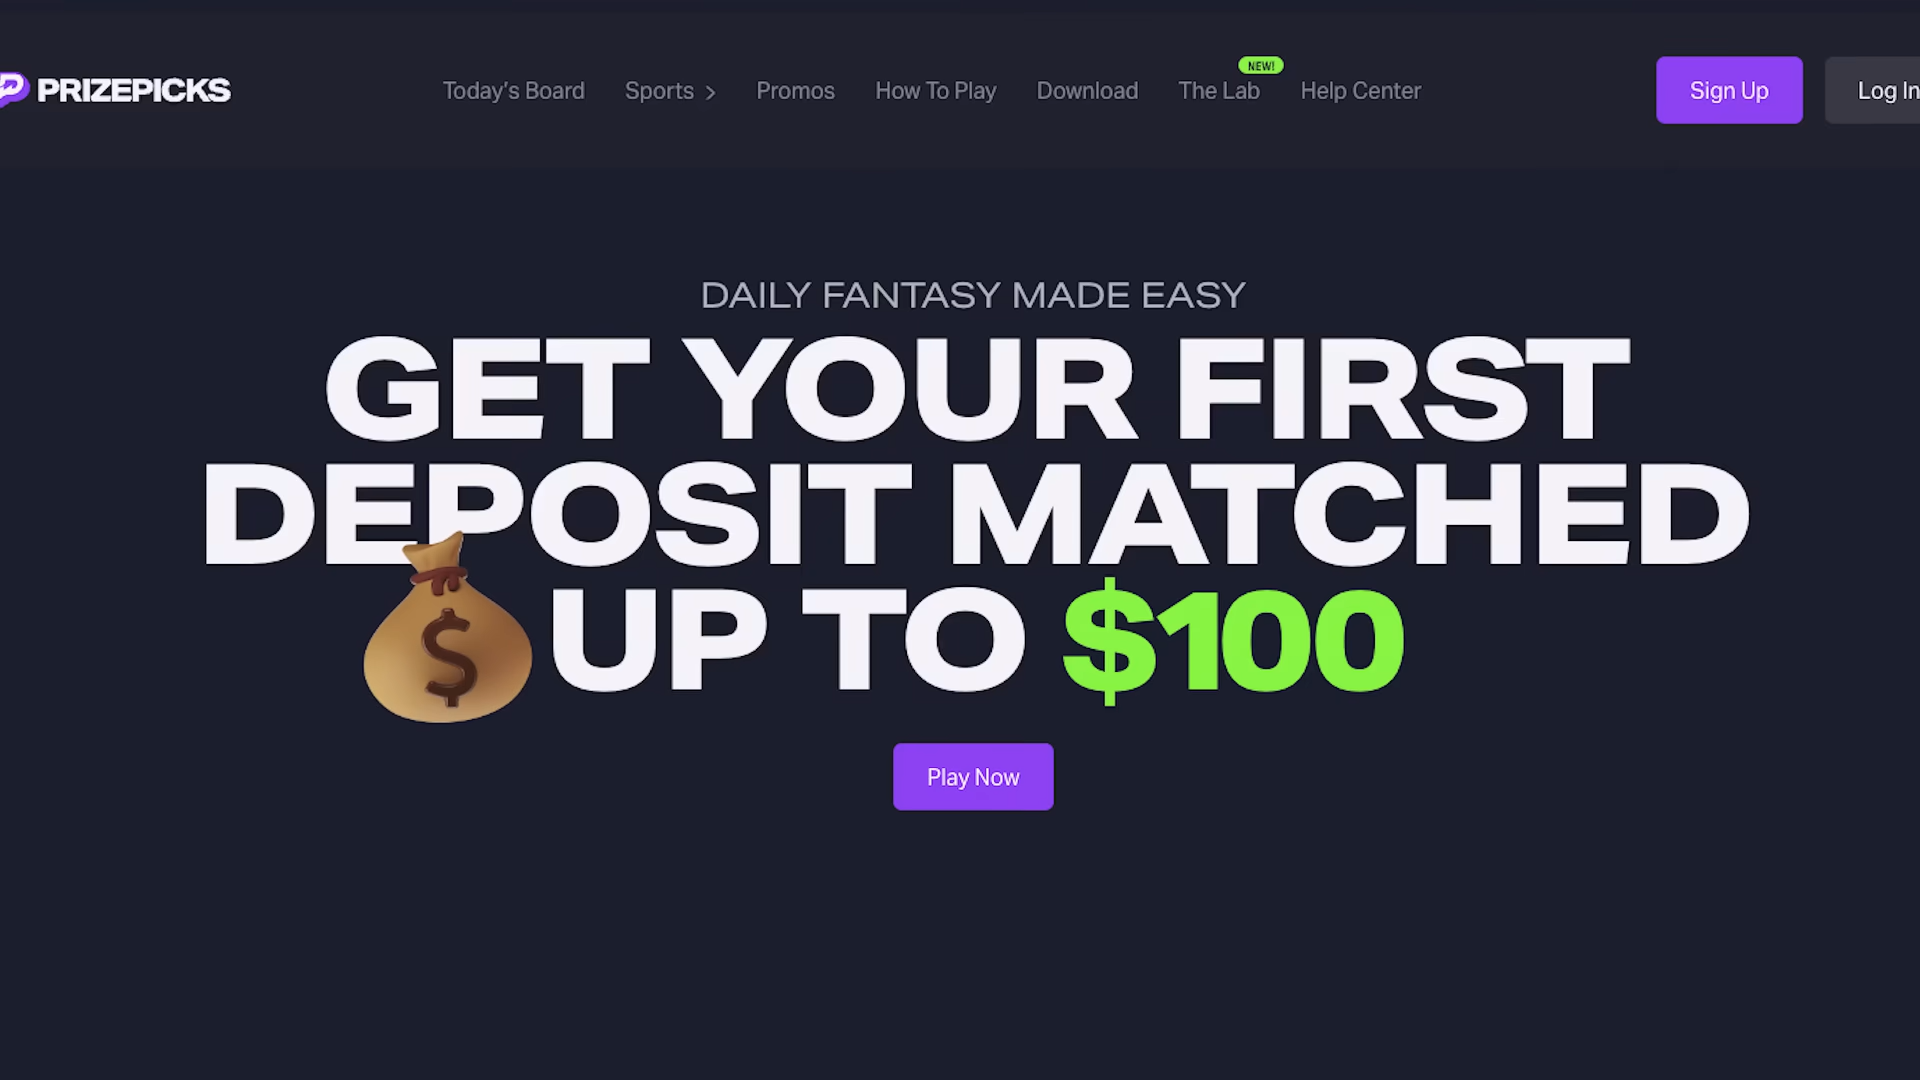 PRIZEPICKS
Today's Board
Sports
Promos
How To Play
Download
The Lab
NEW!
Help Center
Sign Up
Log In
DAILY FANTASY MADE EASY
GET YOUR FIRST
DEPOSIT MATCHED
$ UP TO $100
Play Now